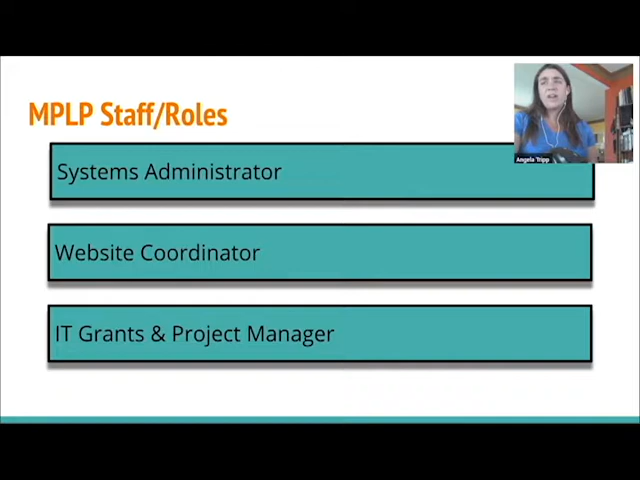 MPLP Staff/Roles
Systems Administrator
Angela Tripp
Website Coordinator
IT Grants & Project Manager